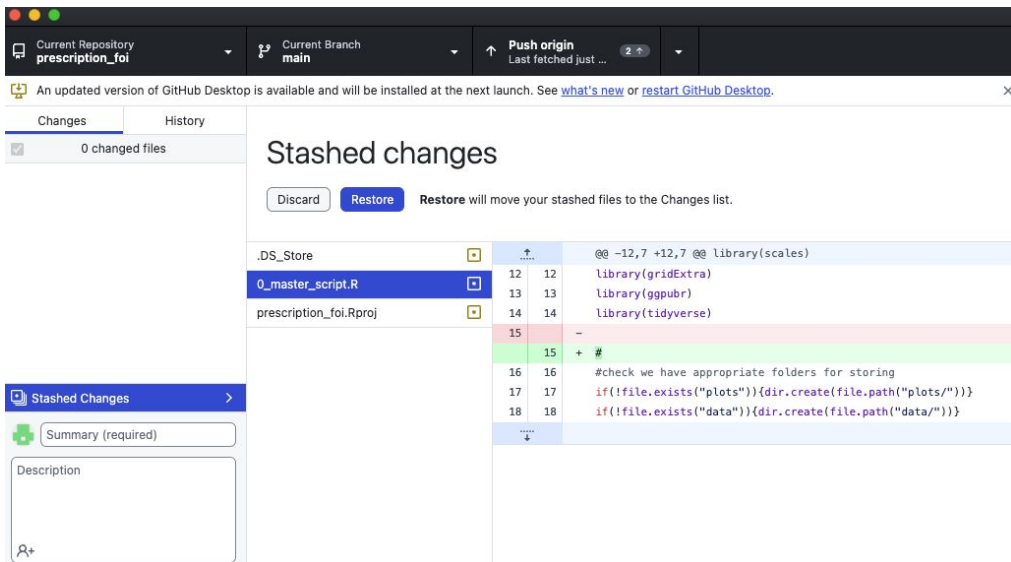 Current Repository
prescription_foi
Current Branch
main
Push origin
Last fetched just ...
2 ↑
An updated version of GitHub Desktop is available and will be installed at the next launch. See what's new or restart GitHub Desktop.
Changes
History
0 changed files
Stashed changes
Discard
Restore
Restore will move your stashed files to the Changes list.
.DS_Store
0_master_script.R
prescription_foi.Rproj
@@ -12,7 +12,7 @@ library(scales)
12 12 library(gridExtra)
13 13 library(ggpubr)
14 14 library(tidyverse)
15 -
15 + #
16 16 #check we have appropriate folders for storing
17 17 if(!file.exists("plots")){dir.create(file.path("plots/"))}
18 18 if(!file.exists("data")){dir.create(file.path("data/"))}
Stashed Changes
Summary (required)
Description